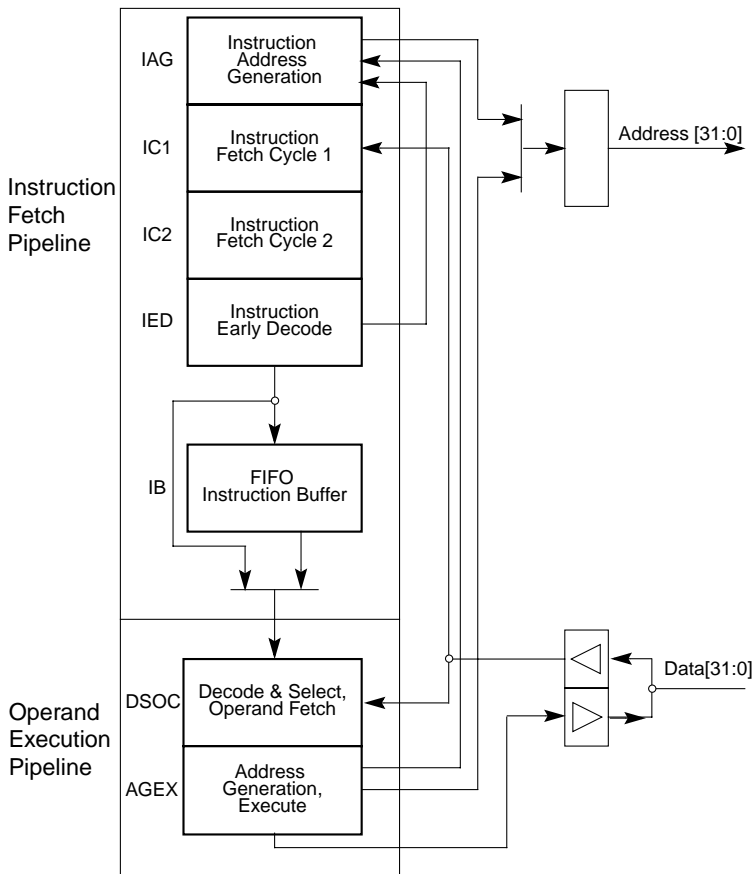 IAG
Instruction
Address
Generation
Address [31:0]
IC1
Instruction
Fetch Cycle 1
Instruction
Fetch
Pipeline
IC2
Instruction
Fetch Cycle 2
IED
Instruction
Early Decode
IB
FIFO
Instruction Buffer
Data[31:0]
DSOC
Decode & Select,
Operand Fetch
Operand
Execution
Pipeline
AGEX
Address
Generation,
Execute